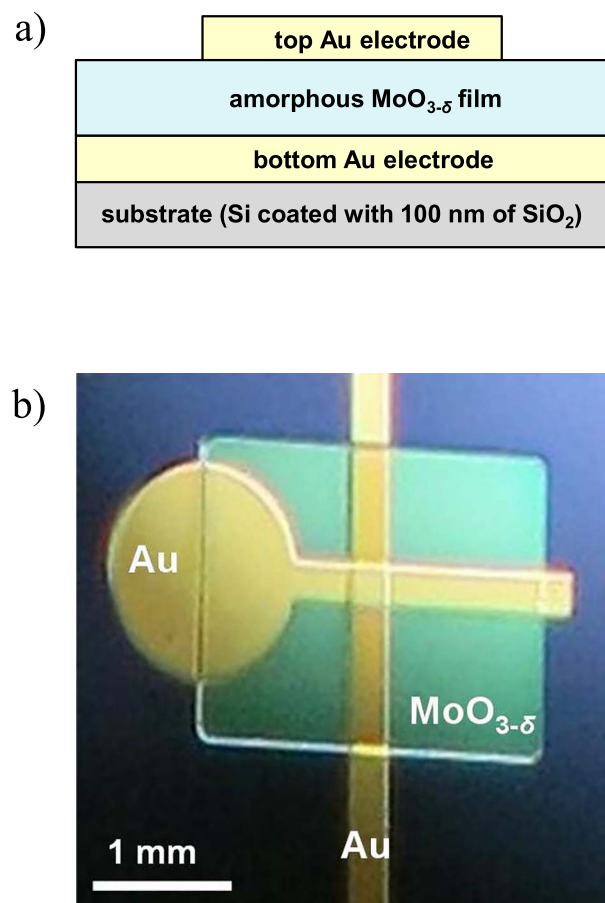 a)
top Au electrode
amorphous MoO₃₋δ film
bottom Au electrode
substrate (Si coated with 100 nm of SiO₂)
b)
Au
MoO₃₋δ
Au
1 mm